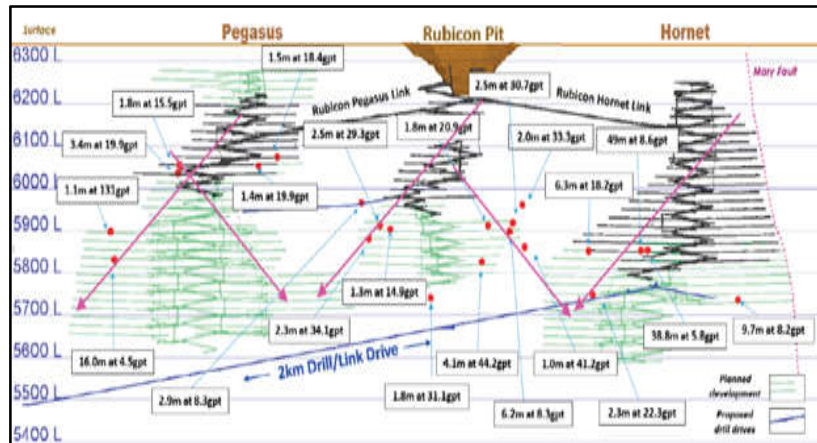 Surface
Pegasus
Rubicon Pit
Hornet
6300 L
6200 L
6100 L
6000 L
5900 L
5800 L
5700 L
5600 L
5500 L
5400 L
1.5m at 18.4gpt
1.8m at 15.5gpt
3.4m at 19.9gpt
1.1m at 131gpt
Rubicon Pegasus Link
2.5m at 29.3gpt
1.8m at 20.9gpt
2.5m at 30.7gpt
Rubicon Hornet Link
Mary Fault
2.0m at 33.3gpt
49m at 8.6gpt
1.4m at 19.9gpt
6.3m at 18.2gpt
1.3m at 14.9gpt
2.3m at 34.1gpt
16.0m at 4.5gpt
2.9m at 8.3gpt
2km Drill/Link Drive
1.8m at 31.1gpt
4.1m at 44.2gpt
6.2m at 8.3gpt
1.0m at 41.2gpt
2.3m at 22.3gpt
38.8m at 5.8gpt
9.7m at 8.2gpt
Planned
development
Proposed
drill drives